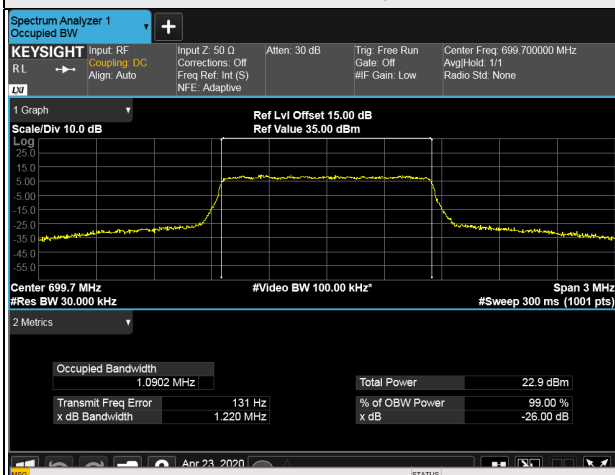 Spectrum Analyzer 1
Occupied BW
+
KEYSIGHT
RL
LXI
Input: RF
Coupling: DC
Align: Auto
Input Z: 50 Ω
Corrections: Off
Freq Ref: Int (S)
NFE: Adaptive
Atten: 30 dB
Trig: Free Run
Gate: Off
#IF Gain: Low
Center Freq: 699.700000 MHz
Avg|Hold: 1/1
Radio Std: None
1 Graph
Scale/Div 10.0 dB
Ref Lvl Offset 15.00 dB
Ref Value 35.00 dBm
Log
25.0
15.0
5.00
-5.00
-15.0
-25.0
-35.0
-45.0
-55.0
Center 699.7 MHz
#Video BW 100.00 kHz*
Span 3 MHz
#Res BW 30.000 kHz
#Sweep 300 ms (1001 pts)
2 Metrics
Occupied Bandwidth
1.0902 MHz
Total Power 22.9 dBm
Transmit Freq Error 131 Hz
% of OBW Power 99.00 %
x dB Bandwidth 1.220 MHz
x dB -26.00 dB
Apr 23, 2020
MSG
STATUS